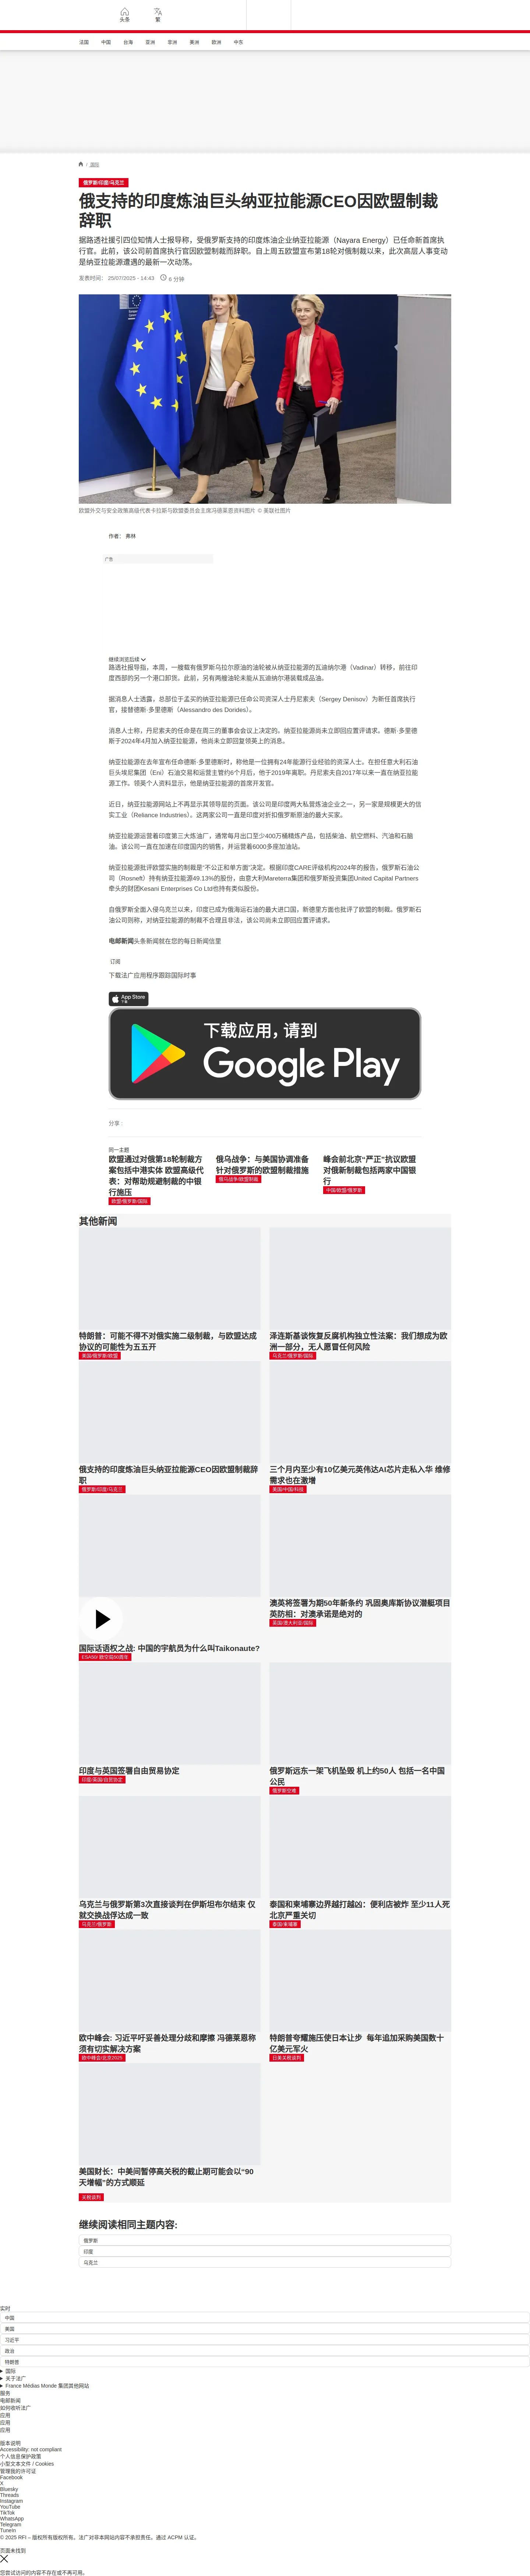 头条
繁
法国
中国
台海
亚洲
非洲
美洲
欧洲
中东
/ 国际
俄罗斯/印度/乌克兰
俄支持的印度炼油巨头纳亚拉能源CEO因欧盟制裁
辞职
据路透社援引四位知情人士报导称，受俄罗斯支持的印度炼油企业纳亚拉能源（Nayara Energy）已任命新首席执
行官。此前，该公司前首席执行官因欧盟制裁而辞职。自上周五欧盟宣布第18轮对俄制裁以来，此次高层人事变动
是纳亚拉能源遭遇的最新一次动荡。
发表时间： 25/07/2025 - 14:43
6 分钟
欧盟外交与安全政策高级代表卡拉斯与欧盟委员会主席冯德莱恩资料图片 © 美联社图片
作者： 弗林
广告
继续浏览后续
路透社报导指，本周，一艘载有俄罗斯乌拉尔原油的油轮被从纳亚拉能源的瓦迪纳尔港（Vadinar）转移，前往印
度西部的另一个港口卸货。此前，另有两艘油轮未能从瓦迪纳尔港装载成品油。
据消息人士透露，总部位于孟买的纳亚拉能源已任命公司资深人士丹尼索夫（Sergey Denisov）为新任首席执行
官，接替德斯·多里德斯（Alessandro des Dorides）。
消息人士称，丹尼索夫的任命是在周三的董事会会议上决定的。纳亚拉能源尚未立即回应置评请求。德斯·多里德
斯于2024年4月加入纳亚拉能源，他尚未立即回复领英上的消息。
纳亚拉能源在去年宣布任命德斯·多里德斯时，称他是一位拥有24年能源行业经验的资深人士。在担任意大利石油
巨头埃尼集团（Eni）石油交易和运营主管约6个月后，他于2019年离职。丹尼索夫自2017年以来一直在纳亚拉能
源工作。领英个人资料显示，他是纳亚拉能源的首席开发官。
近日，纳亚拉能源网站上不再显示其领导层的页面。该公司是印度两大私营炼油企业之一，另一家是规模更大的信
实工业（Reliance Industries）。这两家公司一直是印度对折扣俄罗斯原油的最大买家。
纳亚拉能源运营着印度第三大炼油厂，通常每月出口至少400万桶精炼产品，包括柴油、航空燃料、汽油和石脑
油。该公司一直在加速在印度国内的销售，并运营着6000多座加油站。
纳亚拉能源批评欧盟实施的制裁是“不公正和单方面”决定。根据印度CARE评级机构2024年的报告，俄罗斯石油公
司（Rosneft）持有纳亚拉能源49.13%的股份，由意大利Mareterra集团和俄罗斯投资集团United Capital Partners
牵头的财团Kesani Enterprises Co Ltd也持有类似股份。
自俄罗斯全面入侵乌克兰以来，印度已成为俄海运石油的最大进口国，新德里方面也批评了欧盟的制裁。俄罗斯石
油公司则称，对纳亚拉能源的制裁不合理且非法，该公司尚未立即回应置评请求。
电邮新闻头条新闻就在您的每日新闻信里
订阅
下载法广应用程序跟踪国际时事
App Store
下载
下载应用，请到
Google Play
分享 :
同一主题
欧盟通过对俄第18轮制裁方
案包括中港实体 欧盟高级代
表：对帮助规避制裁的中银
行施压
欧盟/俄罗斯/国际
俄乌战争：与美国协调准备
针对俄罗斯的欧盟制裁措施
俄乌战争/欧盟制裁
峰会前北京“严正”抗议欧盟
对俄新制裁包括两家中国银
行
中国/欧盟/俄罗斯
其他新闻
特朗普：可能不得不对俄实施二级制裁，与欧盟达成
协议的可能性为五五开
美国/俄罗斯/欧盟
泽连斯基谈恢复反腐机构独立性法案：我们想成为欧
洲一部分，无人愿冒任何风险
乌克兰/俄罗斯/国际
俄支持的印度炼油巨头纳亚拉能源CEO因欧盟制裁辞
职
俄罗斯/印度/乌克兰
三个月内至少有10亿美元英伟达AI芯片走私入华 维修
需求也在激增
美国/中国/科技
国际话语权之战: 中国的宇航员为什么叫Taikonaute?
ESA50/ 欧空局50周年
澳英将签署为期50年新条约 巩固奥库斯协议潜艇项目
英防相：对澳承诺是绝对的
英国/澳大利亚/国际
印度与英国签署自由贸易协定
印度/英国/自贸协定
俄罗斯远东一架飞机坠毁 机上约50人 包括一名中国
公民
俄罗斯空难
乌克兰与俄罗斯第3次直接谈判在伊斯坦布尔结束 仅
就交换战俘达成一致
乌克兰/俄罗斯
泰国和柬埔寨边界越打越凶：便利店被炸 至少11人死
北京严重关切
泰国/柬埔寨
欧中峰会: 习近平吁妥善处理分歧和摩擦 冯德莱恩称
须有切实解决方案
欧中峰会/北京2025
特朗普夸耀施压使日本让步 每年追加采购美国数十
亿美元军火
日美关税谈判
美国财长：中美间暂停高关税的截止期可能会以“90
天增幅”的方式顺延
关税谈判
继续阅读相同主题内容:
俄罗斯
印度
乌克兰
实时
中国
美国
习近平
政治
特朗普
国际
关于法广
France Médias Monde 集团其他网站
服务
电邮新闻
如何收听法广
应用
应用
应用
版本说明
Accessibility: not compliant
个人信息保护政策
小型文本文件 / Cookies
管理我的许可证
Facebook
X
Bluesky
Threads
Instagram
YouTube
TikTok
WhatsApp
Telegram
TuneIn
© 2025 RFI – 版权所有版权所有。法广对非本网站内容不承担责任。通过 ACPM 认证。
页面未找到
您尝试访问的内容不存在或不再可用。